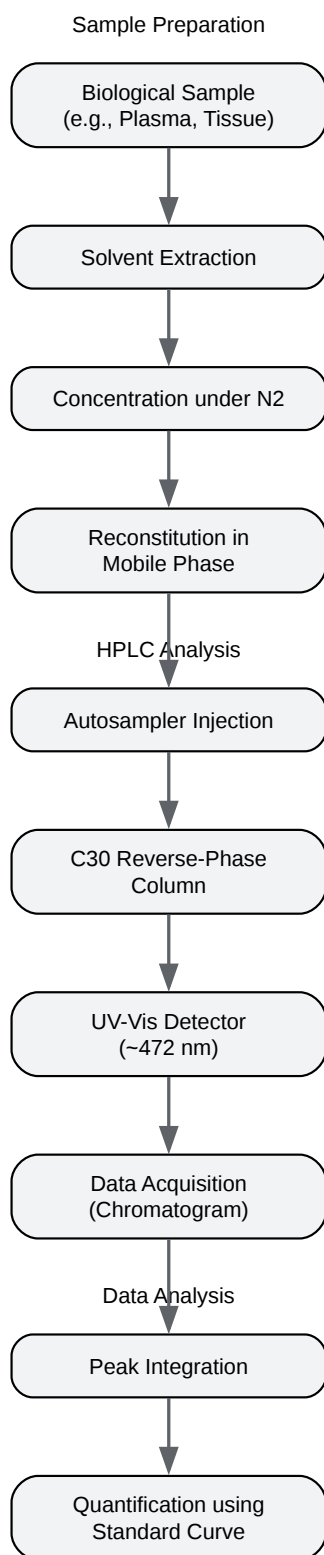 Sample Preparation
Biological Sample
(e.g., Plasma, Tissue)
Solvent Extraction
Concentration under N2
Reconstitution in
Mobile Phase
HPLC Analysis
Autosampler Injection
C30 Reverse-Phase
Column
UV-Vis Detector
(~472 nm)
Data Acquisition
(Chromatogram)
Data Analysis
Peak Integration
Quantification using
Standard Curve